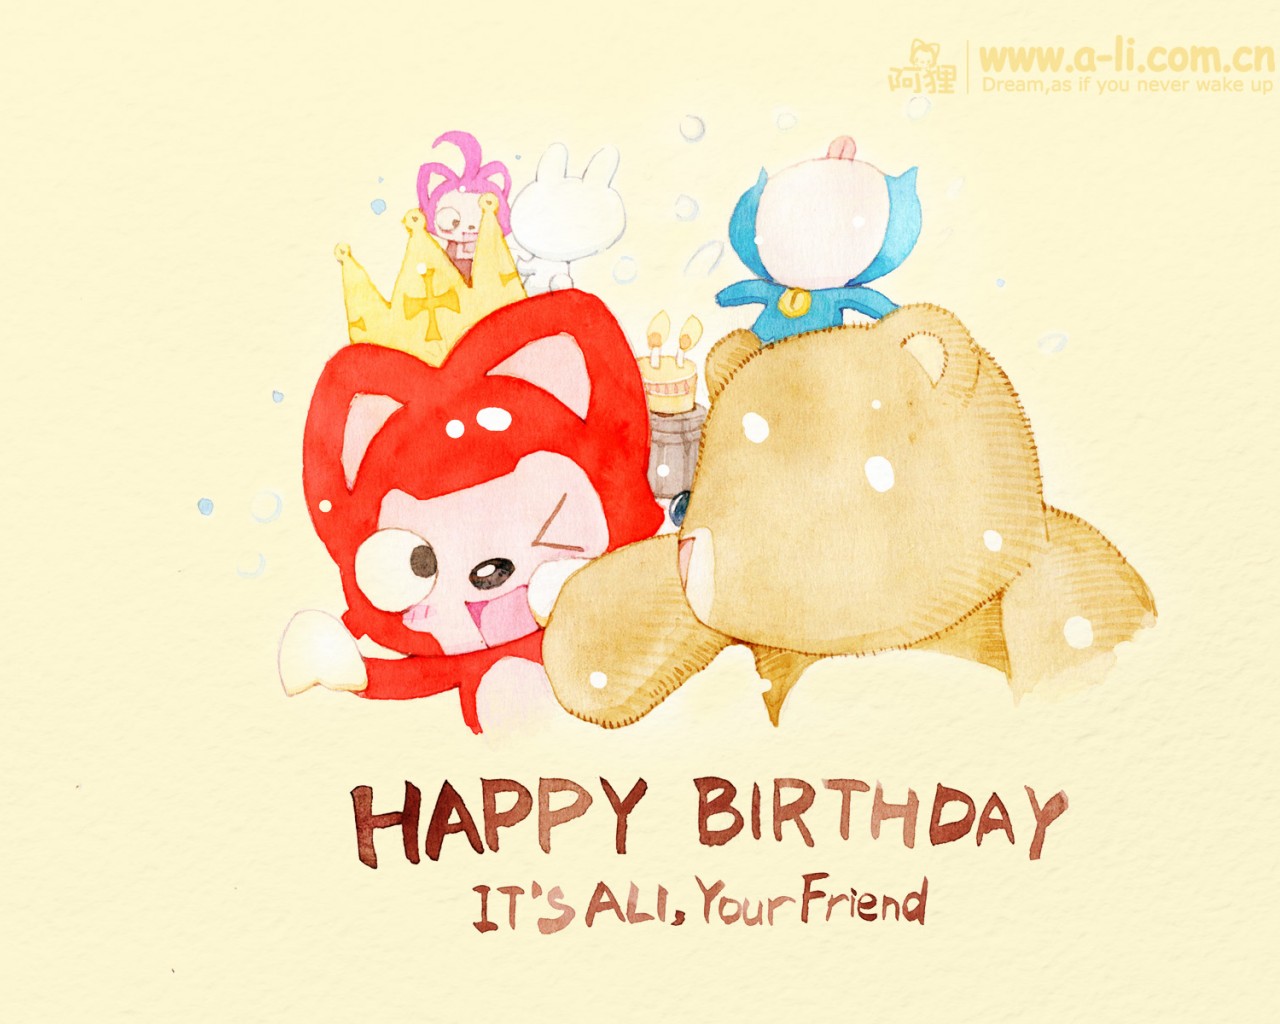 www.a-li.com.cn
阿狸 Dream,as if you never wake up
HAPPY BIRTHDAY
IT'S ALI, Your Friend